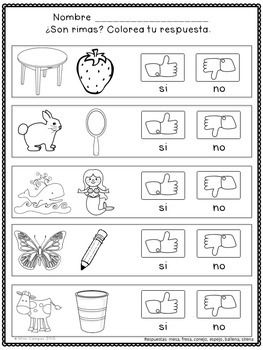 Nombre ____________________
¿Son rimas? Colorea tu respuesta.
si no
si no
si no
si no
si no
Respuestas: mesa, fresa, conejo, espejo, ballena, sirena